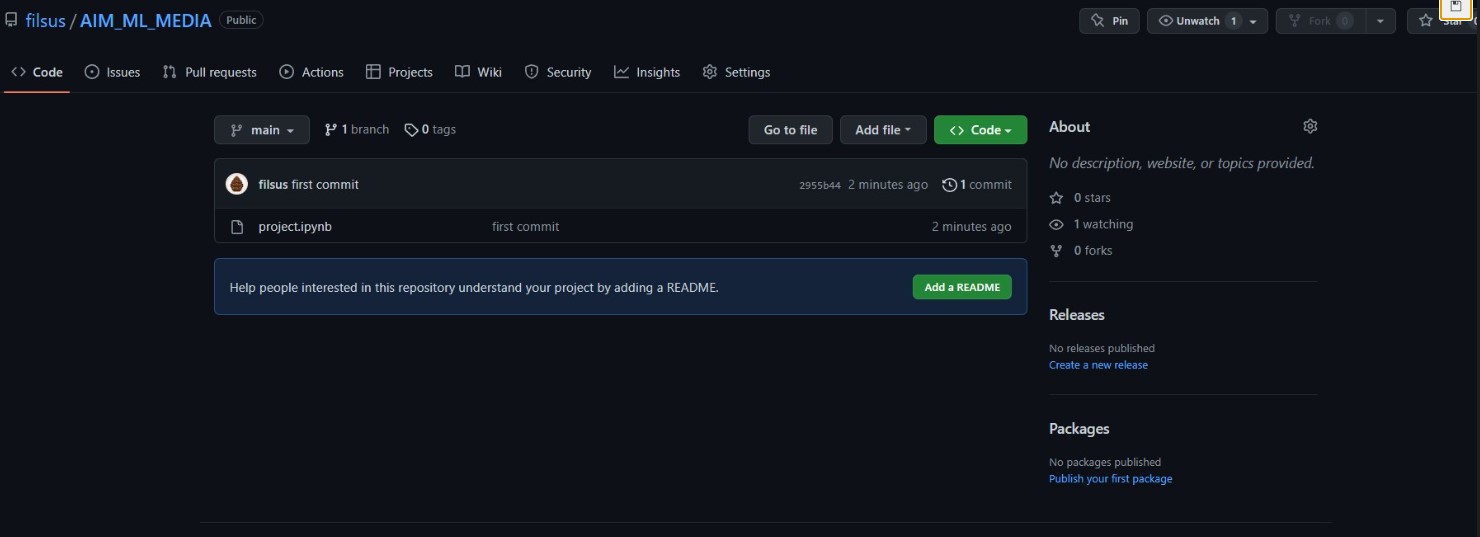 filsus / AIM_ML_MEDIA Public Pin Unwatch 1 Fork 0 Star
Code Issues Pull requests Actions Projects Wiki Security Insights Settings
main 1 branch 0 tags Go to file Add file Code
filsus first commit 2955b44 2 minutes ago 1 commit
project.ipynb first commit 2 minutes ago
Help people interested in this repository understand your project by adding a README. Add a README
About
No description, website, or topics provided.
0 stars
1 watching
0 forks
Releases
No releases published
Create a new release
Packages
No packages published
Publish your first package